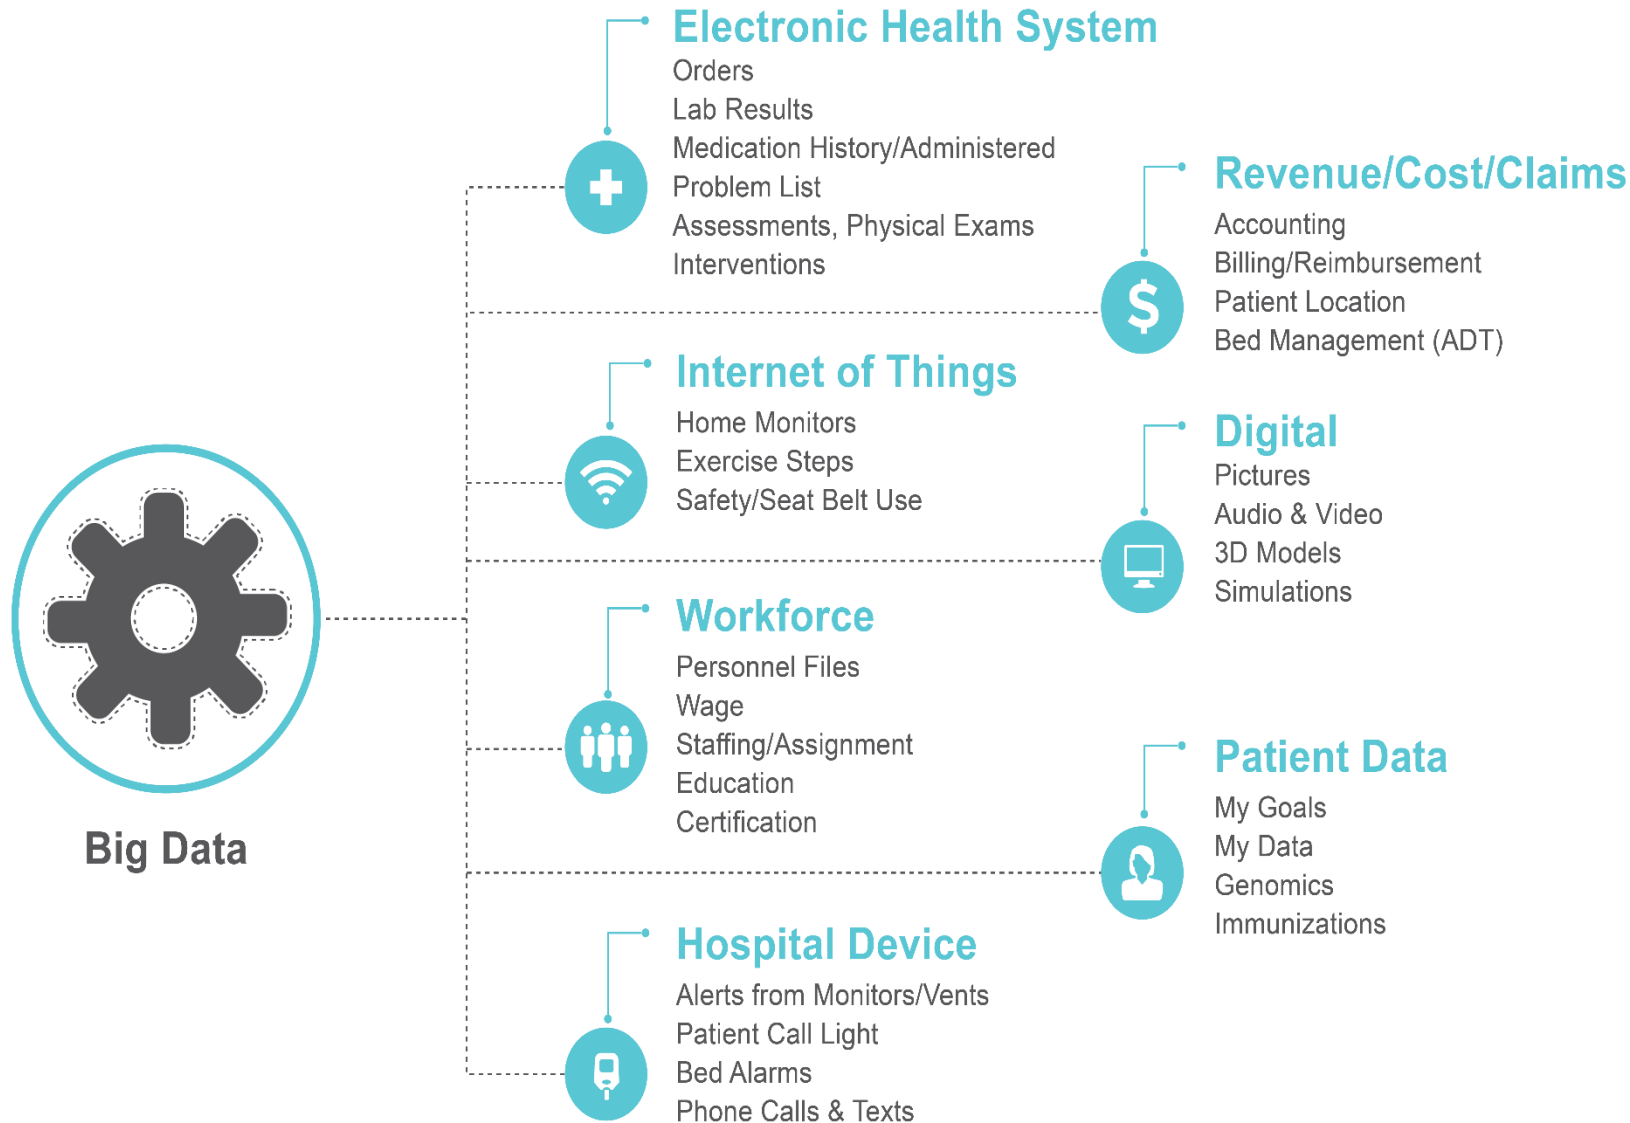 Electronic Health System
Orders
Lab Results
Medication History/Administered
Problem List
Assessments, Physical Exams
Interventions
Revenue/Cost/Claims
Accounting
Billing/Reimbursement
Patient Location
Bed Management (ADT)
Internet of Things
Home Monitors
Exercise Steps
Safety/Seat Belt Use
Digital
Pictures
Audio & Video
3D Models
Simulations
Workforce
Personnel Files
Wage
Staffing/Assignment
Education
Certification
Patient Data
My Goals
My Data
Genomics
Immunizations
Hospital Device
Alerts from Monitors/Vents
Patient Call Light
Bed Alarms
Phone Calls & Texts
Big Data
$